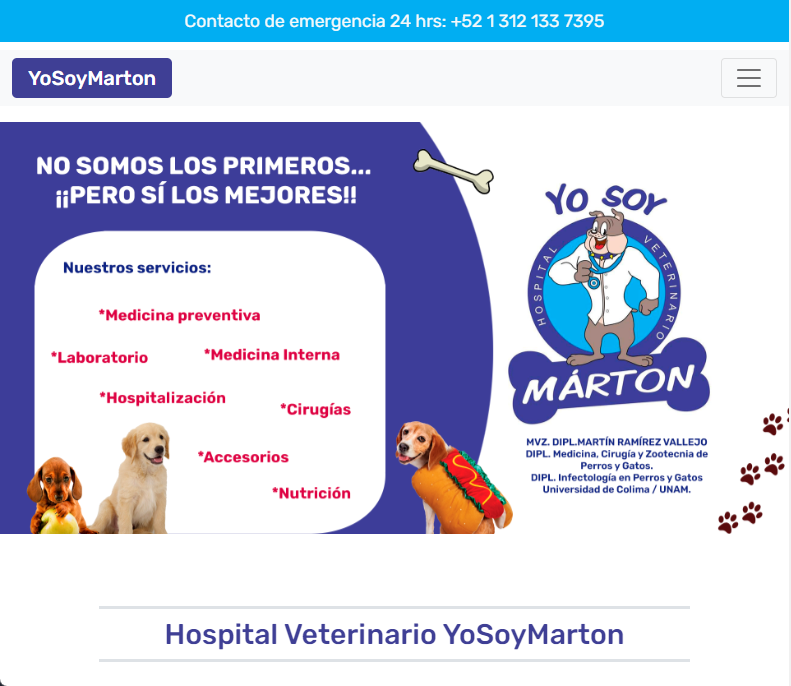 Contacto de emergencia 24 hrs: +52 1 312 133 7395
YoSoyMarton
NO SOMOS LOS PRIMEROS...
¡¡PERO SÍ LOS MEJORES!!
Nuestros servicios:
*Medicina preventiva
*Laboratorio
*Medicina Interna
*Hospitalización
*Cirugías
*Accesorios
*Nutrición
YO SOY
HOSPITAL VETERINARIO
MÁRTON
MVZ. DIPL.MARTÍN RAMÍREZ VALLEJO
DIPL. Medicina, Cirugía y Zootecnia de
Perros y Gatos.
DIPL. Infectología en Perros y Gatos
Universidad de Colima / UNAM.
Hospital Veterinario YoSoyMarton